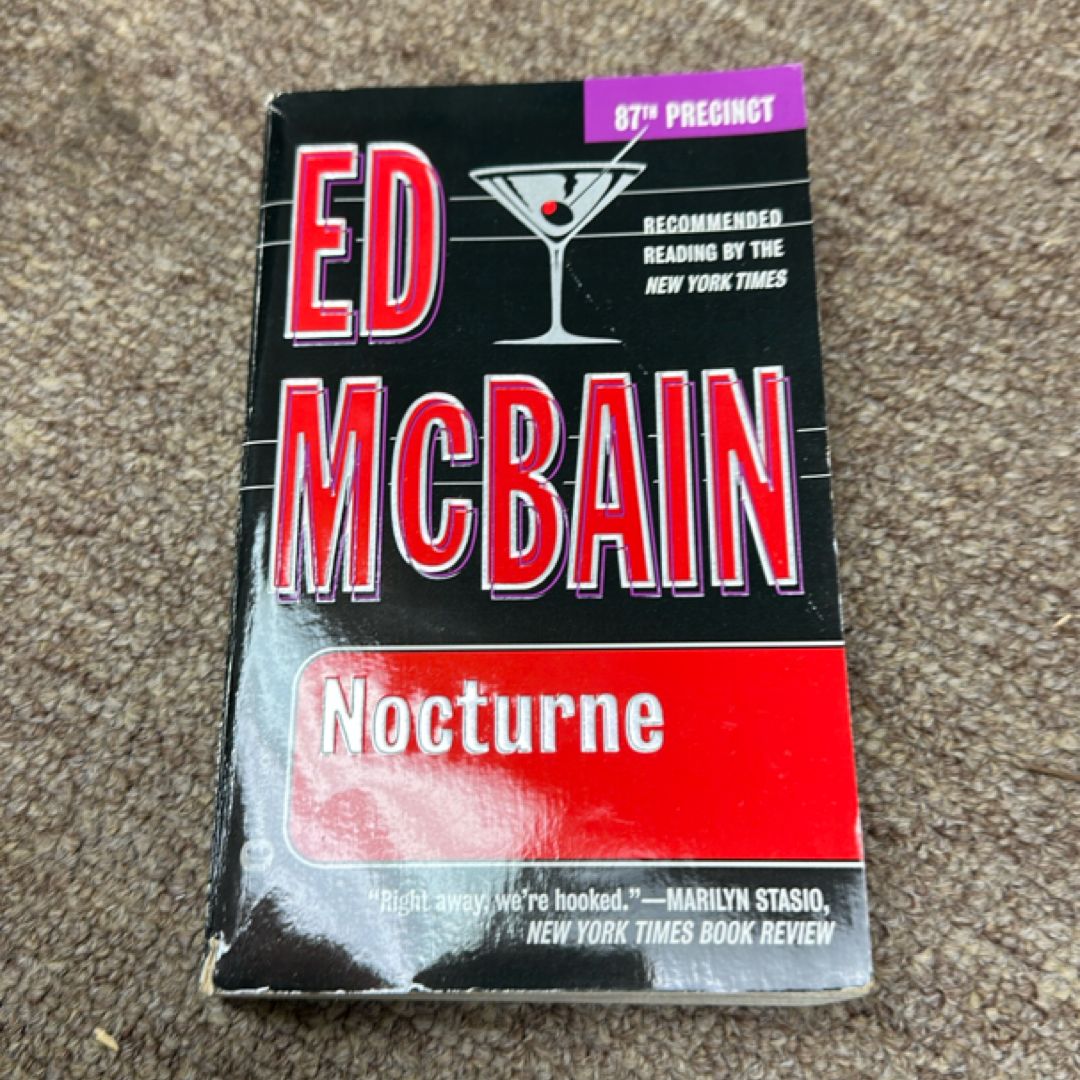 87TH PRECINCT
ED
RECOMMENDED
READING BY THE
NEW YORK TIMES
McBAIN
Nocturne
"Right away, we're hooked."—MARILYN STASIO,
NEW YORK TIMES BOOK REVIEW